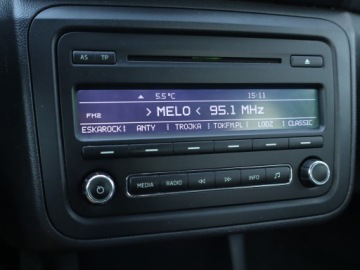 AS TP
5.5°C 15:11
FM2 > MELO < 95.1 MHz
ESKAROCK | ANTY | TROJKA | TOKFM.PL | LODZ | CLASSIC
MEDIA RADIO INFO